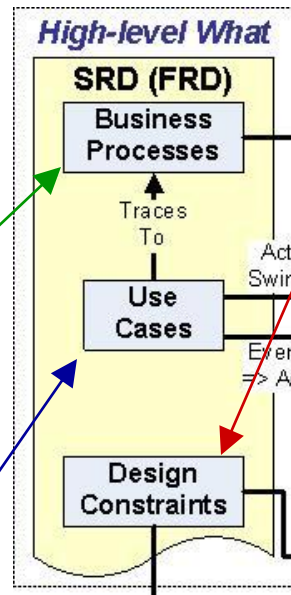 High-level What
SRD (FRD)
Business
Processes
Traces
To
Use
Cases
Design
Constraints